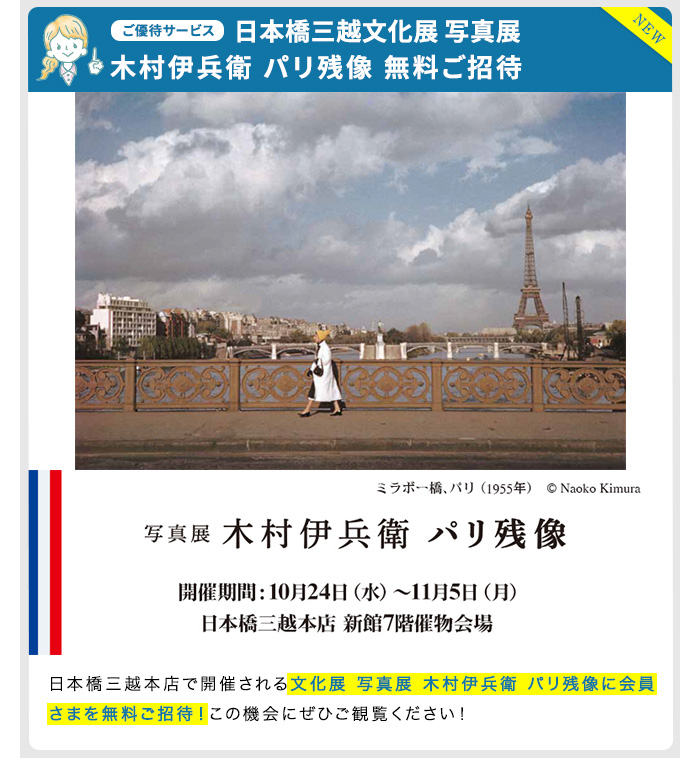 ご優待サービス 日本橋三越文化展 写真展
NEW
木村伊兵衛 パリ残像 無料ご招待
ミラボー橋、パリ（1955年） © Naoko Kimura
写真展 木村伊兵衛 パリ残像
開催期間：10月24日（水）～11月5日（月）
日本橋三越本店 新館7階催物会場
日本橋三越本店で開催される文化展 写真展 木村伊兵衛 パリ残像に会員
さまを無料ご招待！この機会にぜひご観覧ください！